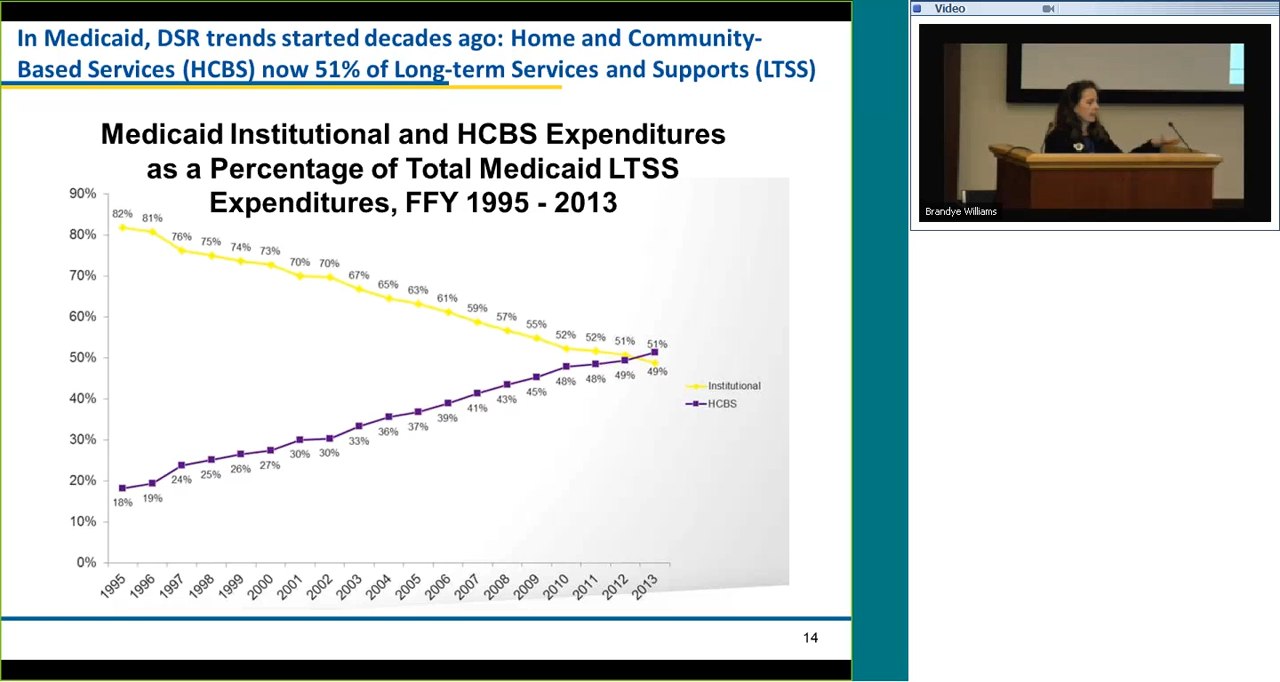 In Medicaid, DSR trends started decades ago: Home and Community-
Based Services (HCBS) now 51% of Long-term Services and Supports (LTSS)
Medicaid Institutional and HCBS Expenditures
as a Percentage of Total Medicaid LTSS
Expenditures, FFY 1995 - 2013
90%
80%
70%
60%
50%
40%
30%
20%
10%
0%
82% 81% 76% 75% 74% 73% 70% 70% 67% 65% 63% 61% 59% 57% 55% 52% 52% 51% 49%
18% 19% 24% 25% 26% 27% 30% 30% 33% 36% 37% 39% 41% 43% 45% 48% 48% 49% 51%
1995 1996 1997 1998 1999 2000 2001 2002 2003 2004 2005 2006 2007 2008 2009 2010 2011 2012 2013
Institutional
HCBS
14
Video
Brandye Williams